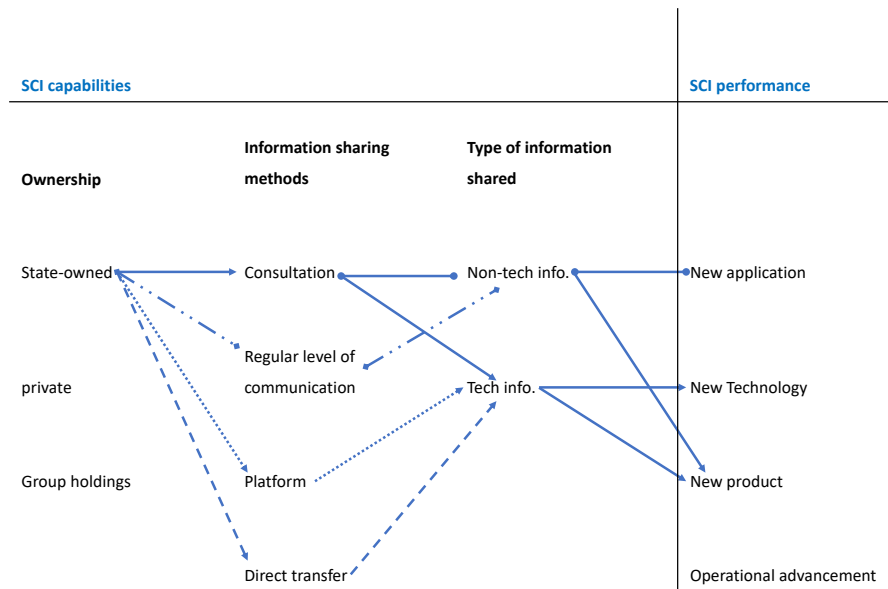 SCI capabilities
SCI performance
Information sharing
methods
Type of information
shared
Ownership
State-owned
Consultation
Non-tech info.
New application
Regular level of
communication
private
Tech info.
New Technology
Group holdings
Platform
New product
Direct transfer
Operational advancement